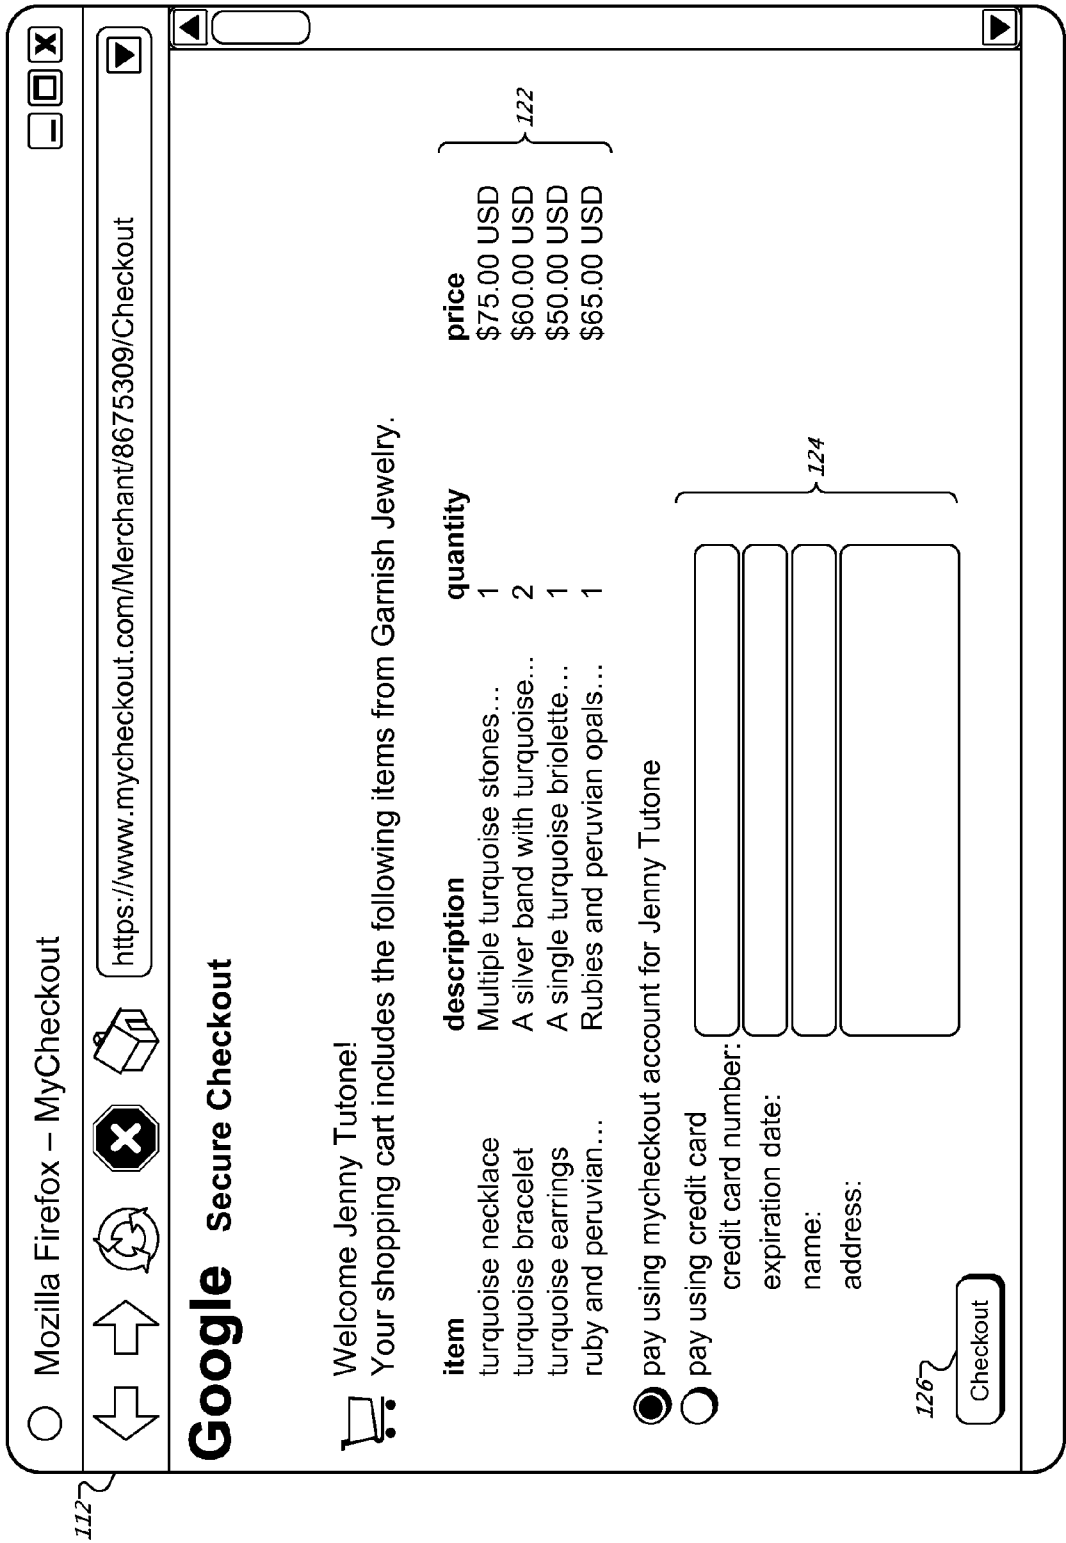 112
Mozilla Firefox – MyCheckout
https://www.mycheckout.com/Merchant/8675309/Checkout
Google Secure Checkout
Welcome Jenny Tutone!
Your shopping cart includes the following items from Garnish Jewelry.
item description quantity price
turquoise necklace Multiple turquoise stones... 1 $75.00 USD
turquoise bracelet A silver band with turquoise... 2 $60.00 USD
turquoise earrings A single turquoise briolette... 1 $50.00 USD
ruby and peruvian... Rubies and peruvian opals... 1 $65.00 USD
122
pay using mycheckout account for Jenny Tutone
pay using credit card
credit card number:
expiration date:
name:
address:
124
126
Checkout